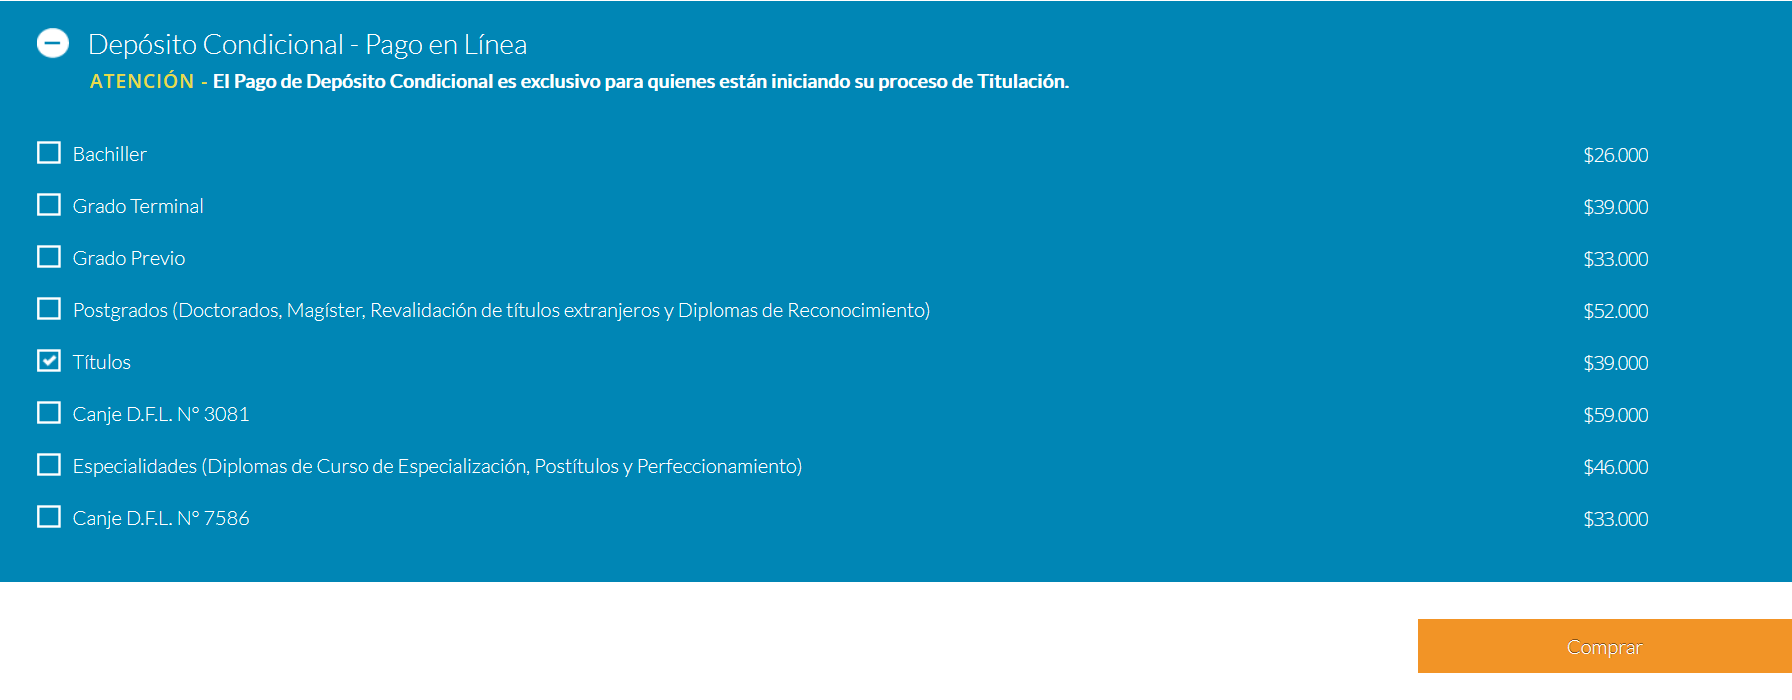 Depósito Condicional - Pago en Línea
ATENCIÓN - El Pago de Depósito Condicional es exclusivo para quienes están iniciando su proceso de Titulación.
Bachiller $26.000
Grado Terminal $39.000
Grado Previo $33.000
Postgrados (Doctorados, Magíster, Revalidación de títulos extranjeros y Diplomas de Reconocimiento) $52.000
Títulos $39.000
Canje D.F.L. N° 3081 $59.000
Especialidades (Diplomas de Curso de Especialización, Postítulos y Perfeccionamiento) $46.000
Canje D.F.L. N° 7586 $33.000
Comprar